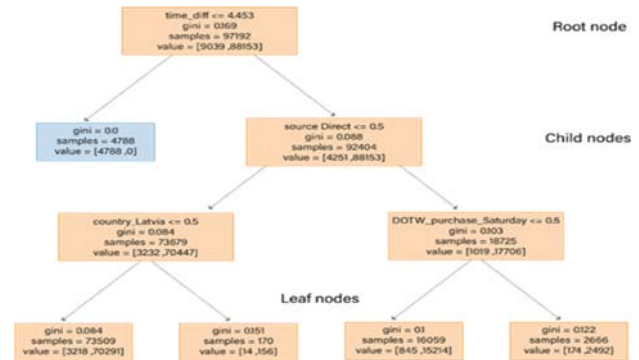 time_diff <= 4.453
gini = 0.169
samples = 97192
value = [9039 ,88153]
Root node
gini = 0.0
samples = 4788
value = [4788 ,0]
source Direct <= 0.5
gini = 0.088
samples = 92404
value = [4251 ,88153]
Child nodes
country_Latvia <= 0.5
gini = 0.084
samples = 73679
value = [3232 ,70447]
DOTW_purchase_Saturday <= 0.5
gini = 0.103
samples = 18725
value = [1019 ,17706]
Leaf nodes
gini = 0.084
samples = 73509
value = [3218 ,70291]
gini = 0.151
samples = 170
value = [14 ,156]
gini = 0.1
samples = 16059
value = [845 ,15214]
gini = 0.122
samples = 2666
value = [174 ,2492]